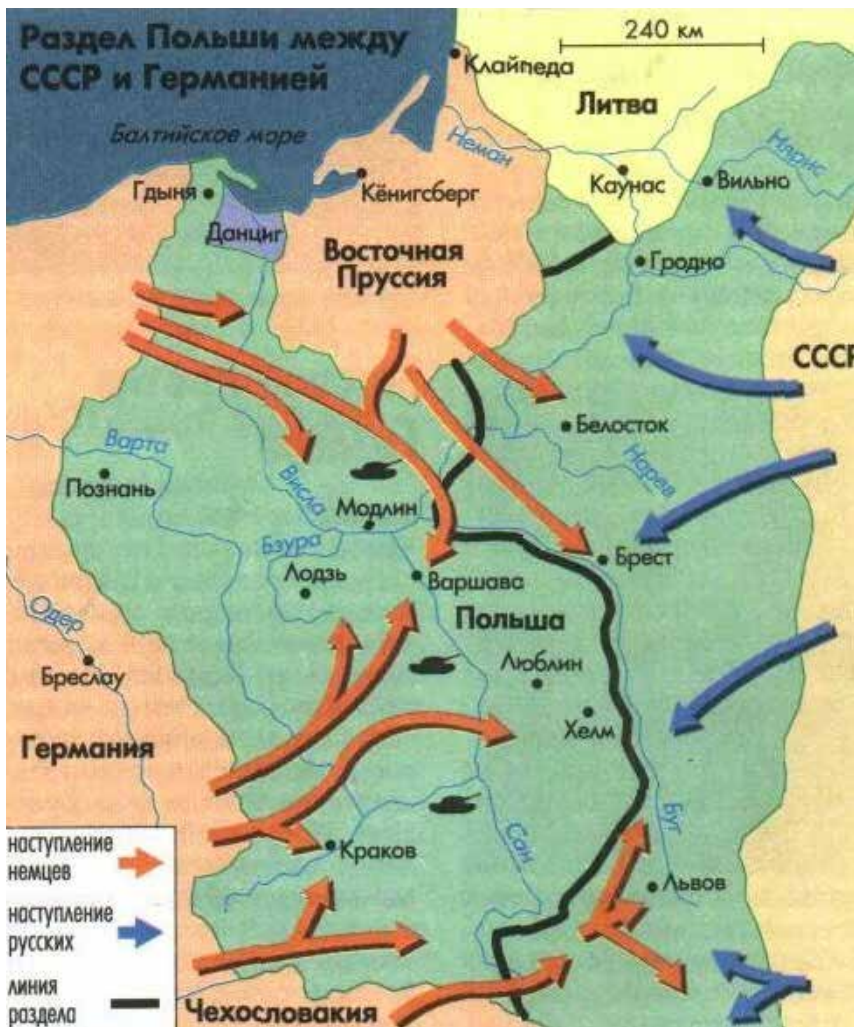 Раздел Польши между
СССР и Германией
240 км
Клайпеда
Литва
Балтийское море
Неман
Нярис
Гдыня
Кёнигсберг
Каунас
Вильно
Данциг
Восточная
Пруссия
Гродно
СССР
Белосток
Варта
Познань
Висла
Нарев
Модлин
Бзура
Брест
Лодзь
Варшава
Одер
Польша
Люблин
Бреслау
Хелм
Германия
Буг
Сан
Краков
Львов
наступление
немцев
наступление
русских
линия
раздела
Чехословакия